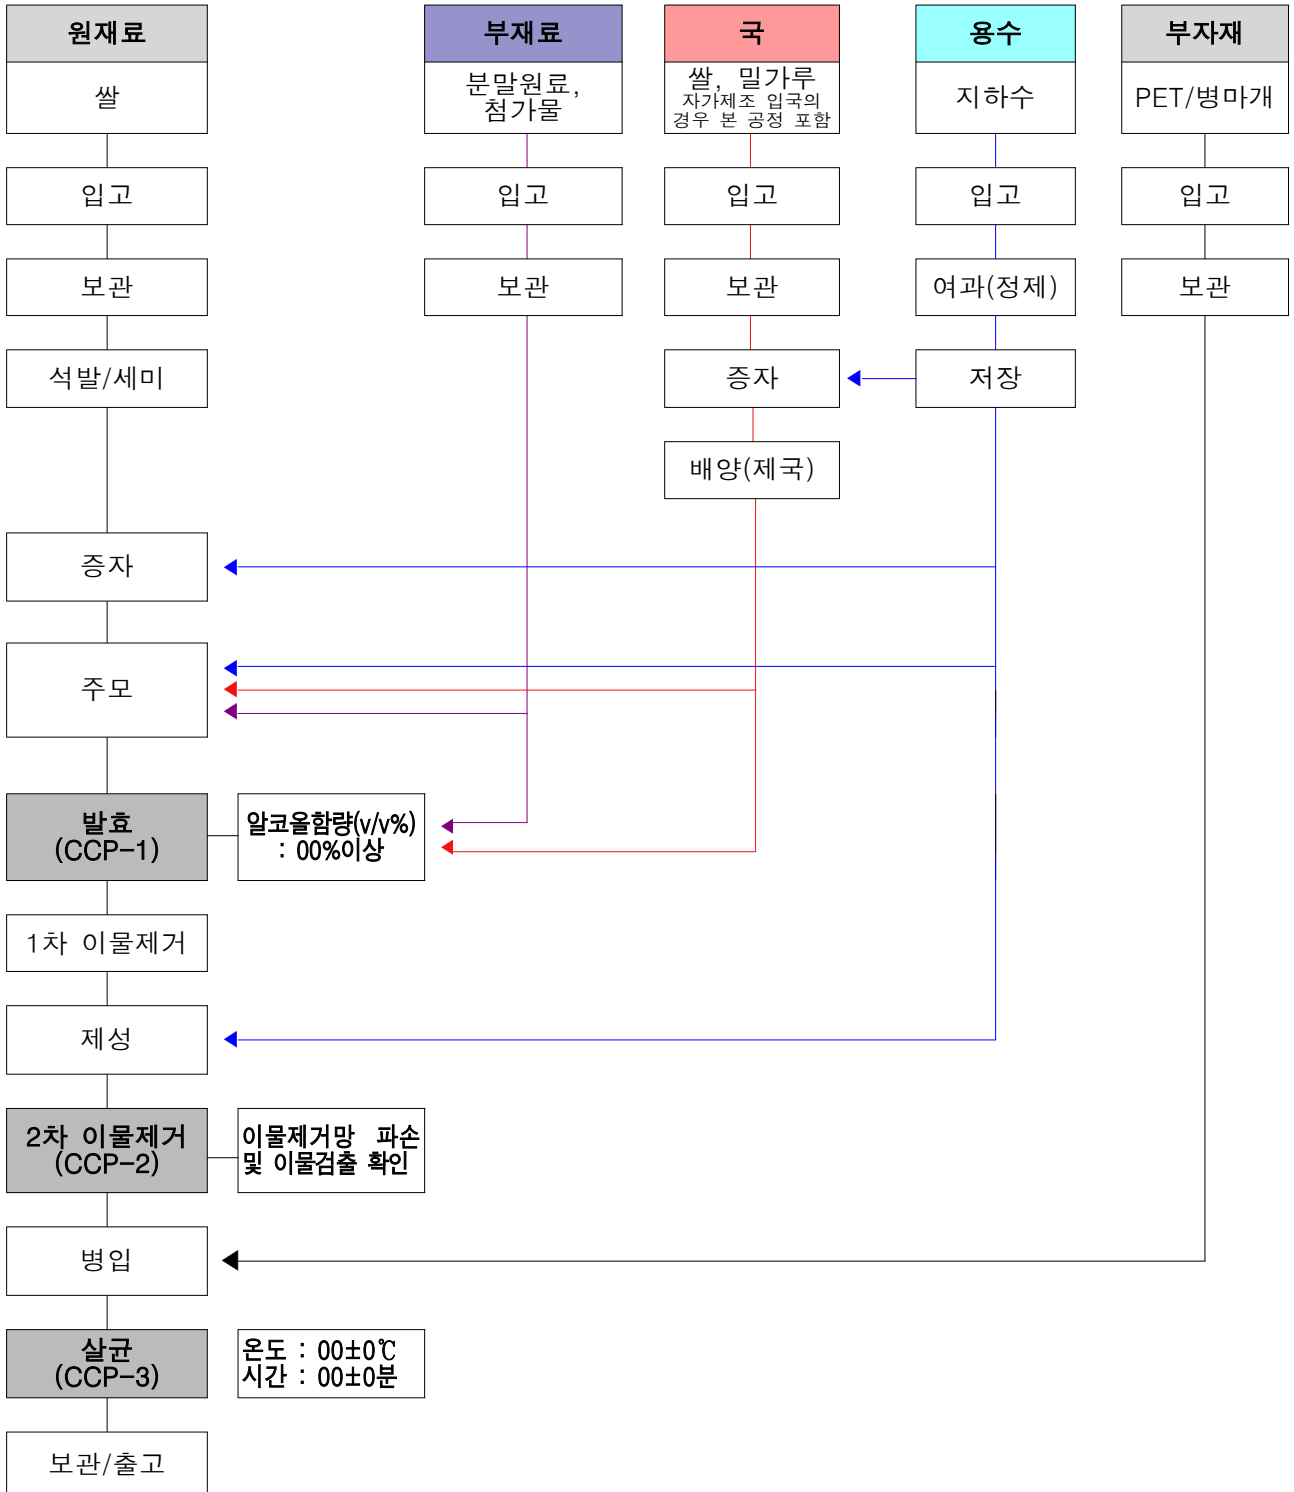 원재료
부재료
국
용수
부자재
쌀
분말원료,
첨가물
쌀, 밀가루
자가제조 입국의
경우 본 공정 포함
지하수
PET/병마개
입고
입고
입고
입고
입고
보관
보관
보관
여과(정제)
보관
석발/세미
증자
저장
배양(제국)
증자
주모
발효
(CCP-1)
알코올함량(v/v%)
: 00%이상
1차 이물제거
제성
2차 이물제거
(CCP-2)
이물제거망 파손
및 이물검출 확인
병입
살균
(CCP-3)
온도 : 00±0℃
시간 : 00±0분
보관/출고